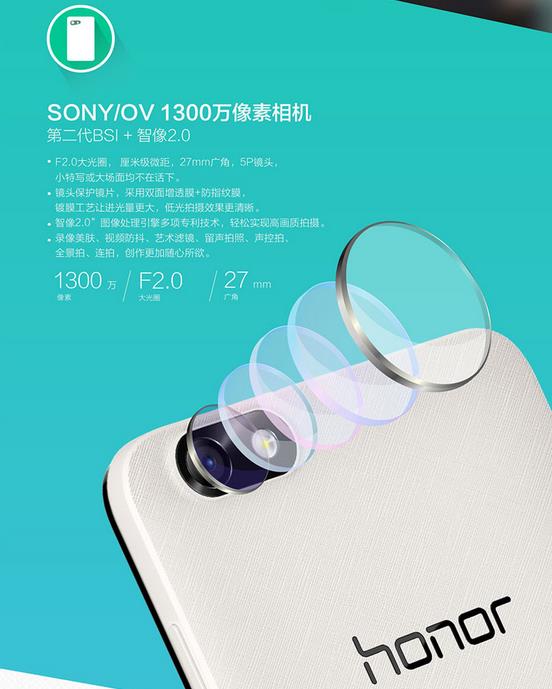 SONY/OV 1300万像素相机
第二代BSI + 智像2.0
• F2.0大光圈， 厘米级微距，27mm广角，5P镜头，
小特写或大场面均不在话下。
• 镜头保护镜片，采用双面增透膜+防指纹膜，
镀膜工艺让进光量更大，低光拍摄效果更清晰。
• 智像2.0”图像处理引擎多项专利技术，轻松实现高画质拍摄。
• 录像美肤、视频防抖、艺术滤镜、留声拍照、声控拍、
全景拍、连拍，创作更加随心所欲。
1300 万 / F2.0 / 27 mm
像素 大光圈 广角
honor